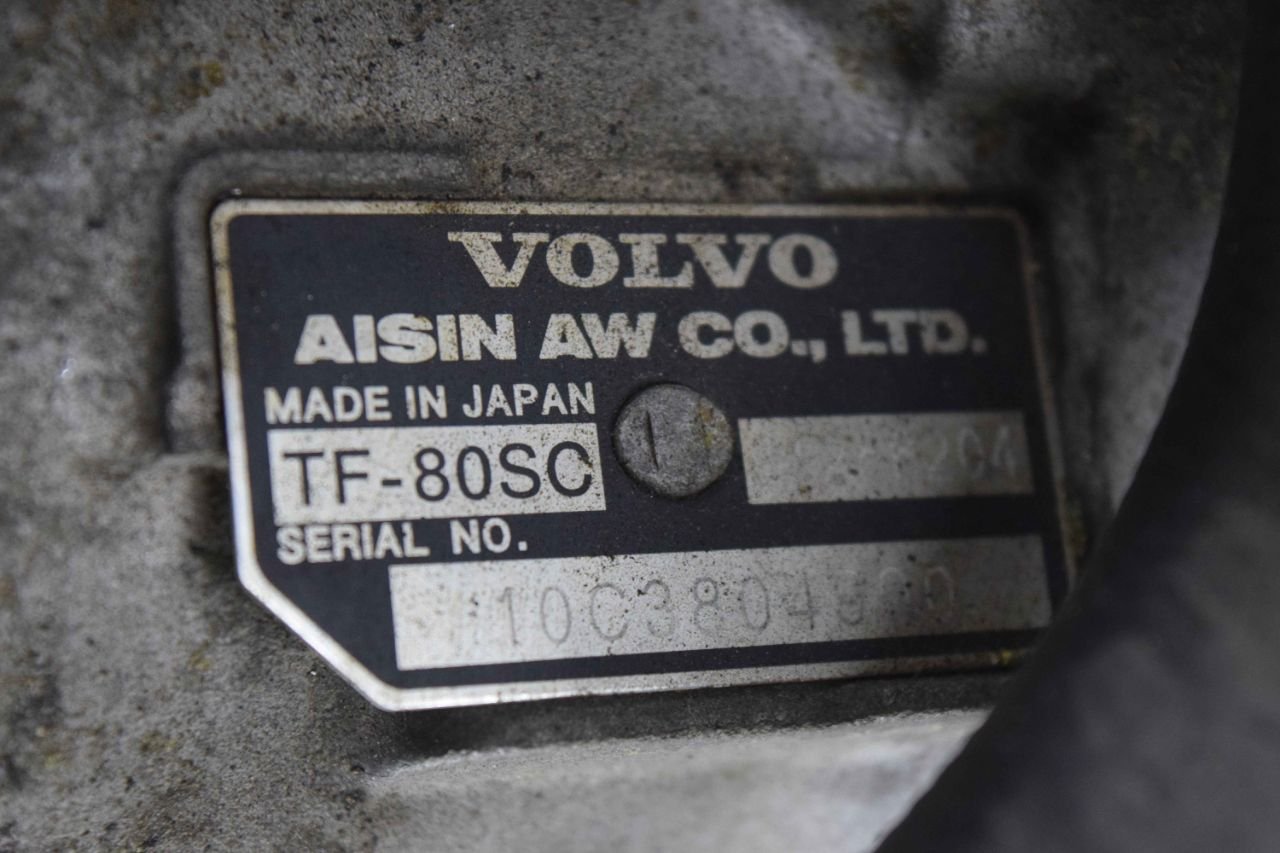 VOLVO
AISIN AW CO., LTD.
MADE IN JAPAN
TF-80SC
SERIAL NO.